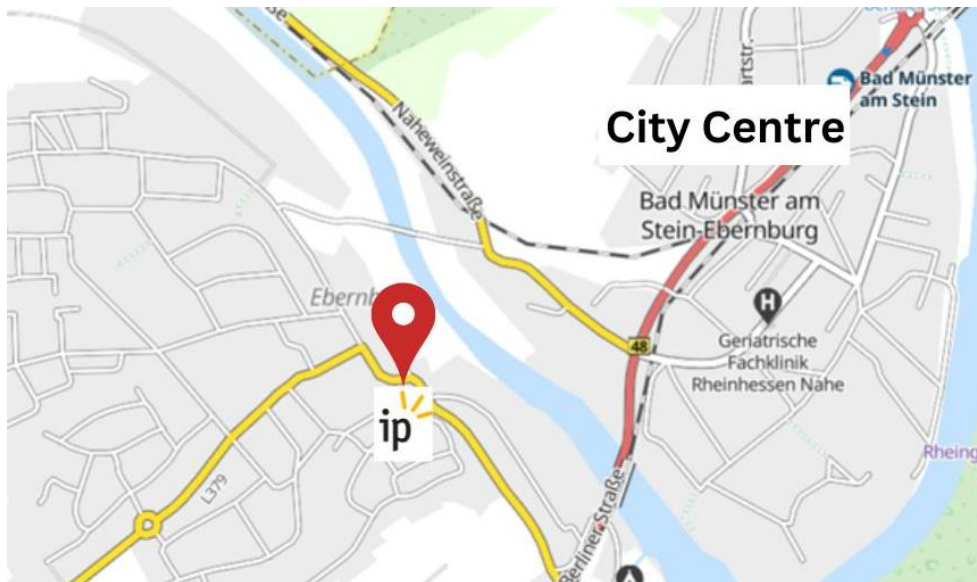 Bad Münster
am Stein
City Centre
artstr.
Naheweinstraße
Bad Münster am
Stein-Ebernburg
H
48
Geriatrische
Fachklinik
Rheinhessen Nahe
ip
L379
Berliner Straße
Rheing